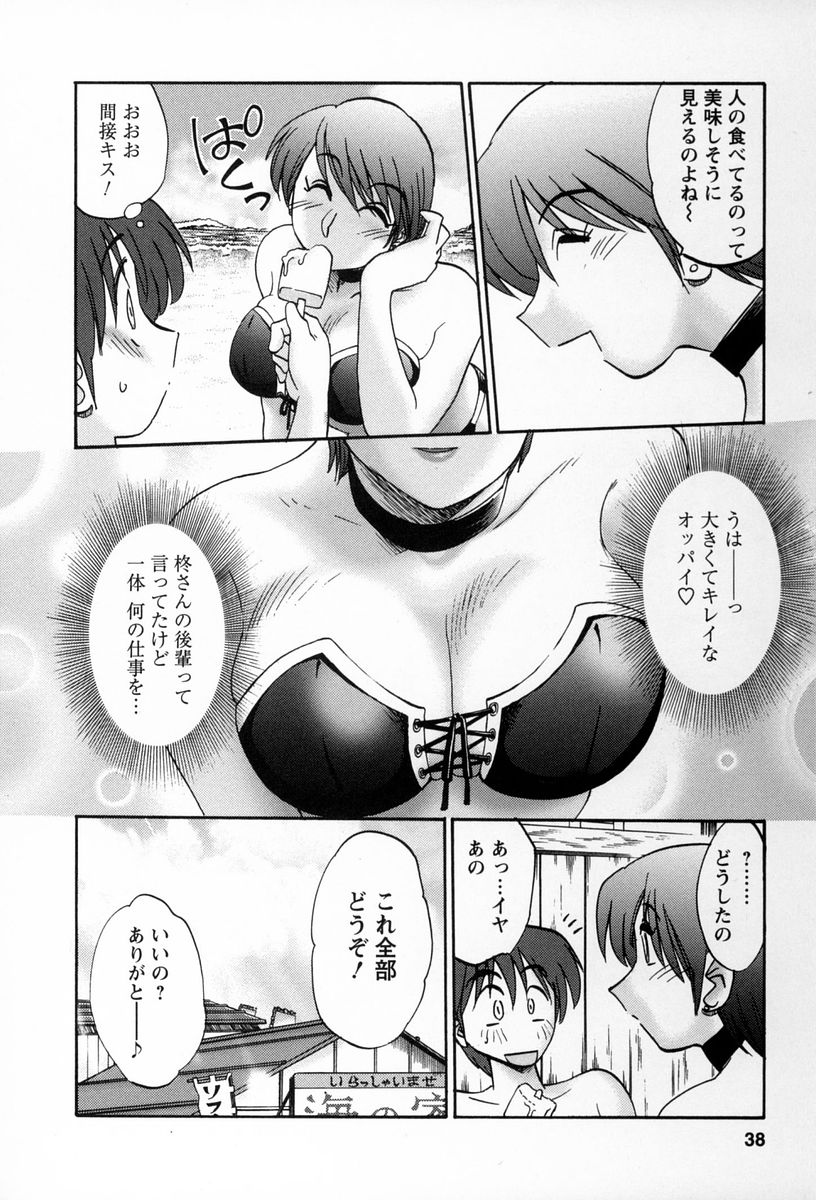 人の食べてるのって
美味しそうに
見えるのよね〜
ぱくっ
おおお
間接キス！
うは――っ
大きくてキレイな
オッパイ♡
柊さんの後輩って
言ってたけど
一体 何の仕事を…
？……
どうしたの
あっ…イヤ
あの
これ全部
どうぞ！
いいの？
ありがと――♪
いらっしゃいませ
海の家
ソフ
38